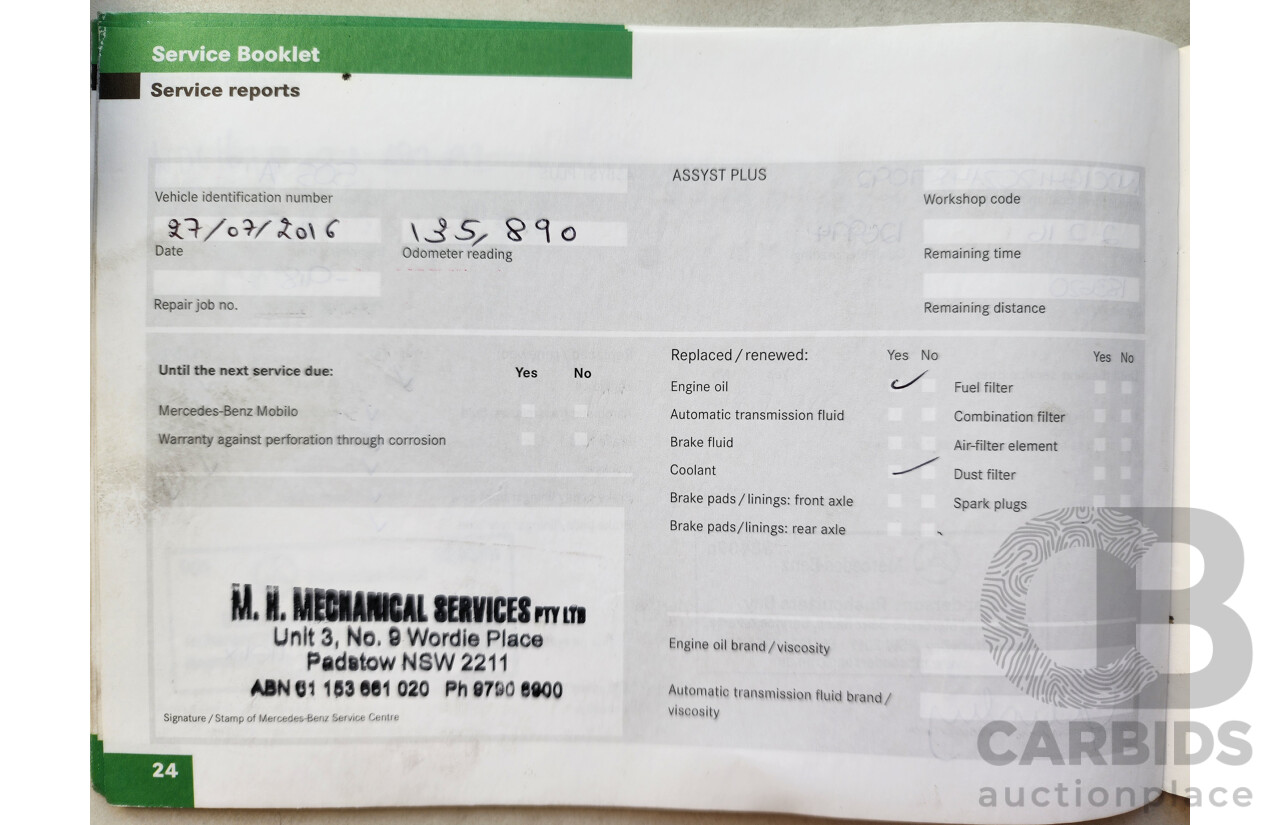 Service Booklet
Service reports
ASSYST PLUS
Vehicle identification number
Workshop code
27/07/2016 135,890
Date Odometer reading
Remaining time
Repair job no.
Remaining distance
Until the next service due: Yes No
Mercedes-Benz Mobilo
Warranty against perforation through corrosion
Replaced / renewed: Yes No Yes No
Engine oil Fuel filter
Automatic transmission fluid Combination filter
Brake fluid Air-filter element
Coolant Dust filter
Brake pads / linings: front axle Spark plugs
Brake pads/linings: rear axle
M. H. MECHANICAL SERVICES PTY LTD
Unit 3, No. 9 Wordie Place
Padstow NSW 2211
ABN 61 153 661 020 Ph 9790 6900
Signature / Stamp of Mercedes-Benz Service Centre
Engine oil brand / viscosity
Automatic transmission fluid brand /
viscosity
24
CB
CARBIDS
auctionplace